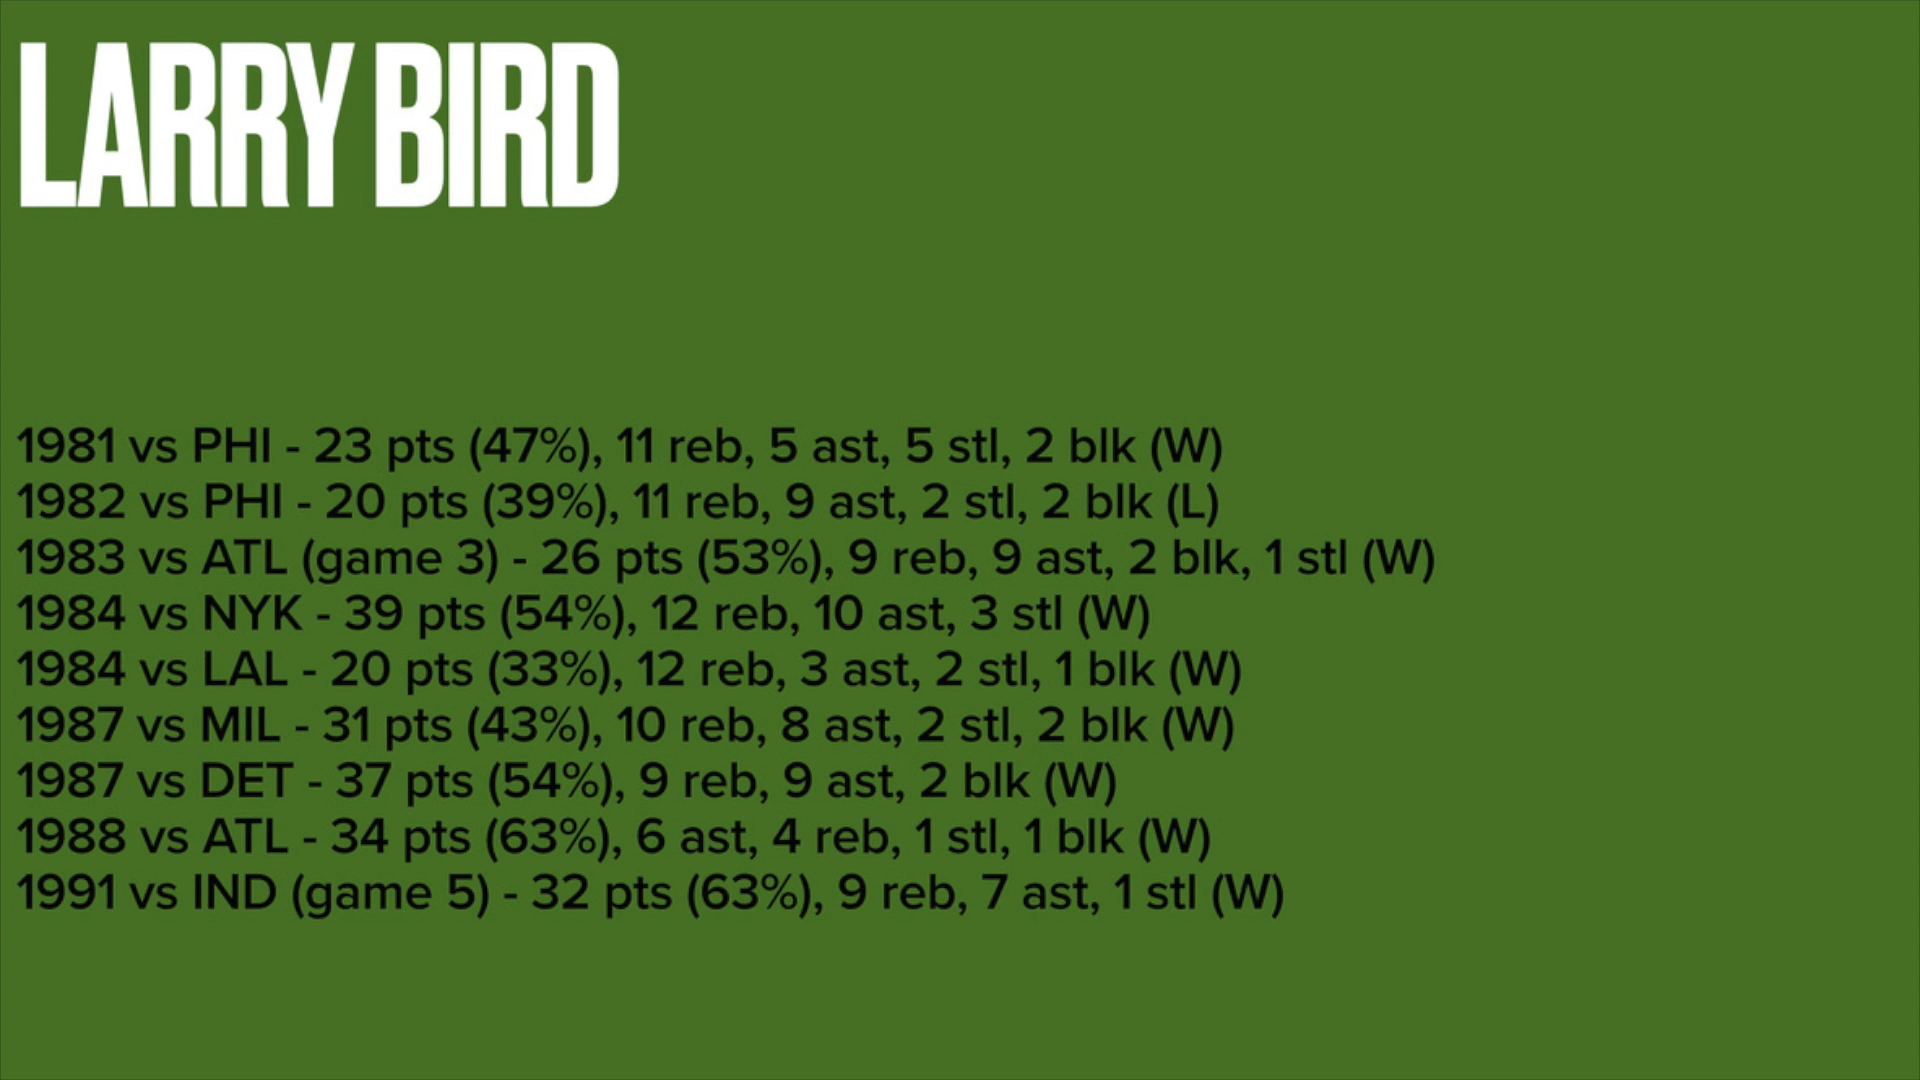 LARRY BIRD
1981 vs PHI - 23 pts (47%), 11 reb, 5 ast, 5 stl, 2 blk (W)
1982 vs PHI - 20 pts (39%), 11 reb, 9 ast, 2 stl, 2 blk (L)
1983 vs ATL (game 3) - 26 pts (53%), 9 reb, 9 ast, 2 blk, 1 stl (W)
1984 vs NYK - 39 pts (54%), 12 reb, 10 ast, 3 stl (W)
1984 vs LAL - 20 pts (33%), 12 reb, 3 ast, 2 stl, 1 blk (W)
1987 vs MIL - 31 pts (43%), 10 reb, 8 ast, 2 stl, 2 blk (W)
1987 vs DET - 37 pts (54%), 9 reb, 9 ast, 2 blk (W)
1988 vs ATL - 34 pts (63%), 6 ast, 4 reb, 1 stl, 1 blk (W)
1991 vs IND (game 5) - 32 pts (63%), 9 reb, 7 ast, 1 stl (W)